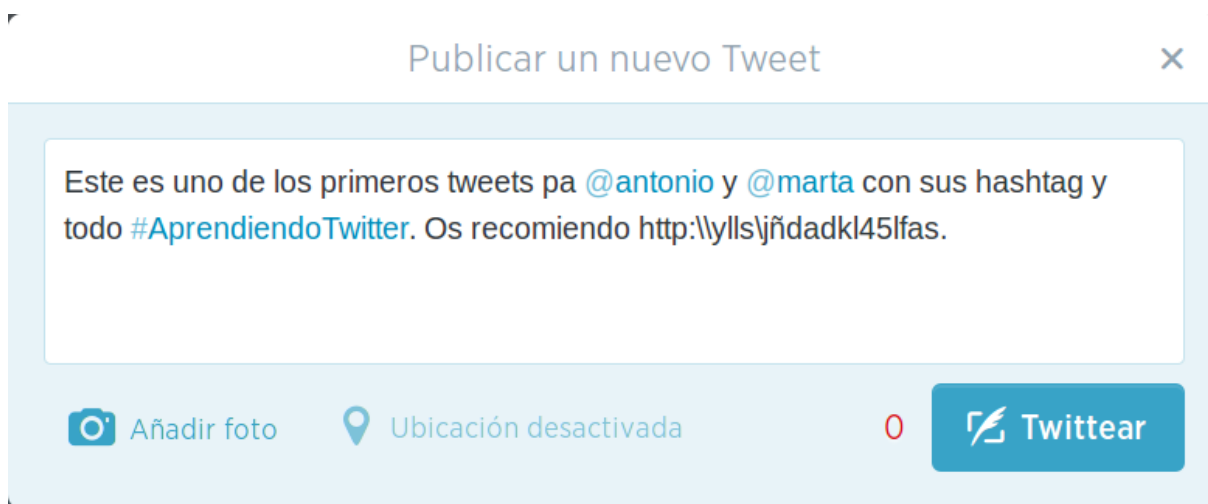 Publicar un nuevo Tweet
Este es uno de los primeros tweets pa @antonio y @marta con sus hashtag y
todo #AprendiendoTwitter. Os recomiendo http:\\ylls\jñdadkl45lfas.
Añadir foto
Ubicación desactivada
0
Twittear